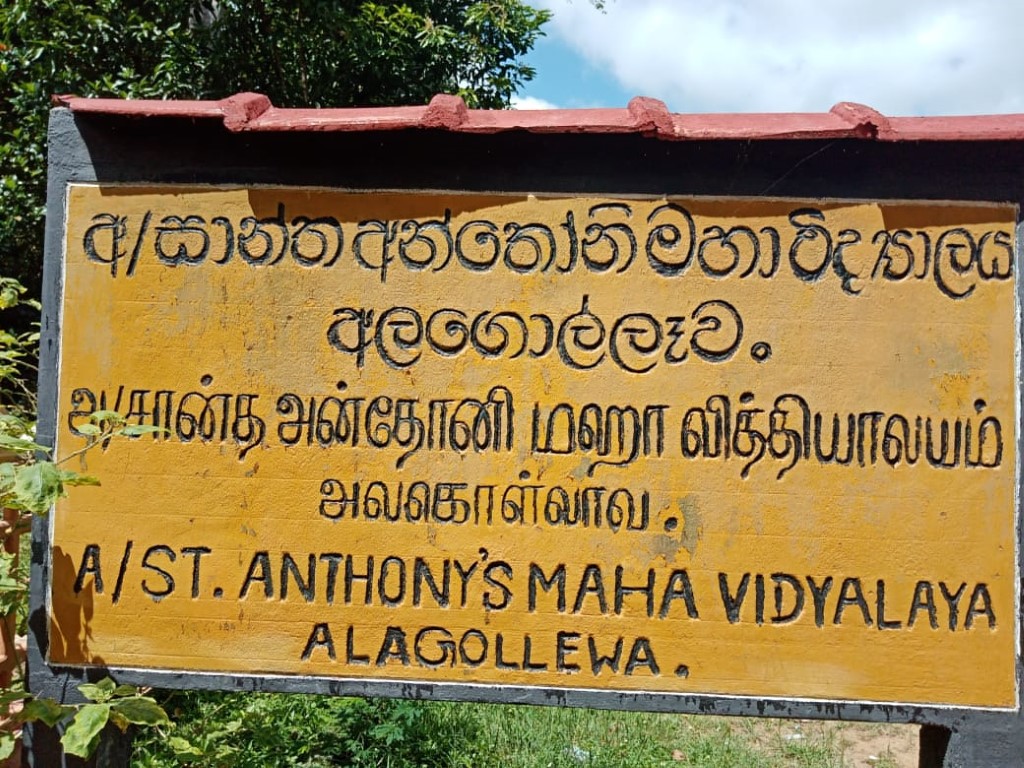 අ/සාන්ත අන්තෝනි මහා විද්‍යාලය
අලගොල්ලෑව.
அ/சாந்த அன்தோனி மஹா வித்தியாலயம்
அலகொள்லாவ.
A/ST. ANTHONY'S MAHA VIDYALAYA
ALAGOLLEWA.